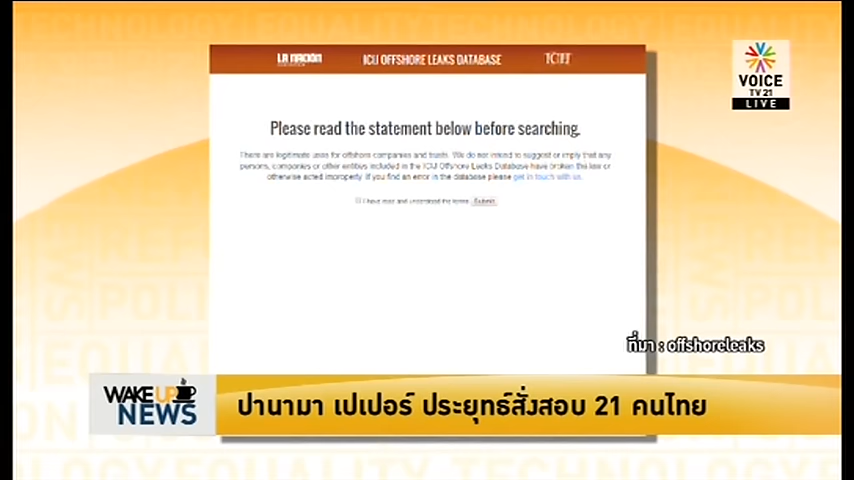 LA NACION
ICIJ OFFSHORE LEAKS DATABASE
ICIJ
VOICE
TV 21
LIVE
Please read the statement below before searching.
There are legitimate uses for offshore companies and trusts. We do not intend to suggest or imply that any
persons, companies or other entities included in the ICIJ Offshore Leaks Database have broken the law or
otherwise acted improperly. If you find an error in the database please get in touch with us.
I have read and understood the terms Submit
ที่มา : offshoreleaks
WAKE UP
NEWS
ปานามา เปเปอร์ ประยุทธ์สั่งสอบ 21 คนไทย